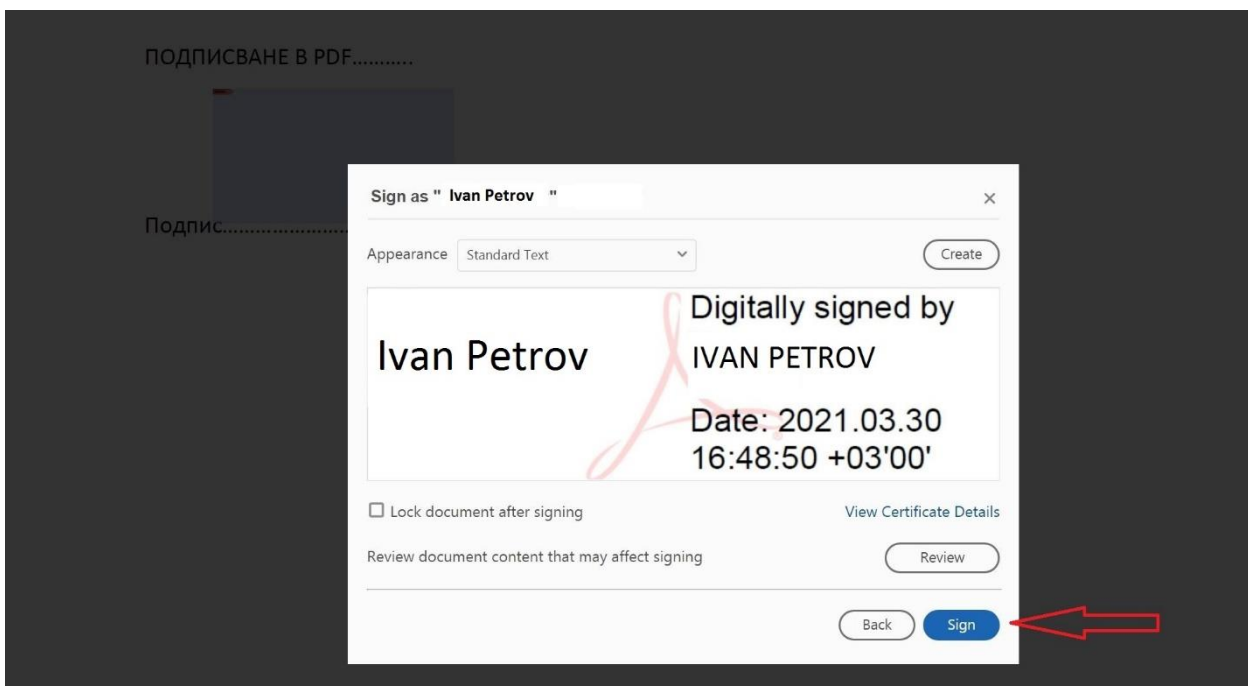 ПОДПИСВАНЕ В PDF...........
Подпис......................
Sign as " Ivan Petrov "
Appearance Standard Text Create
Ivan Petrov
Digitally signed by
IVAN PETROV
Date: 2021.03.30
16:48:50 +03'00'
Lock document after signing View Certificate Details
Review document content that may affect signing Review
Back Sign